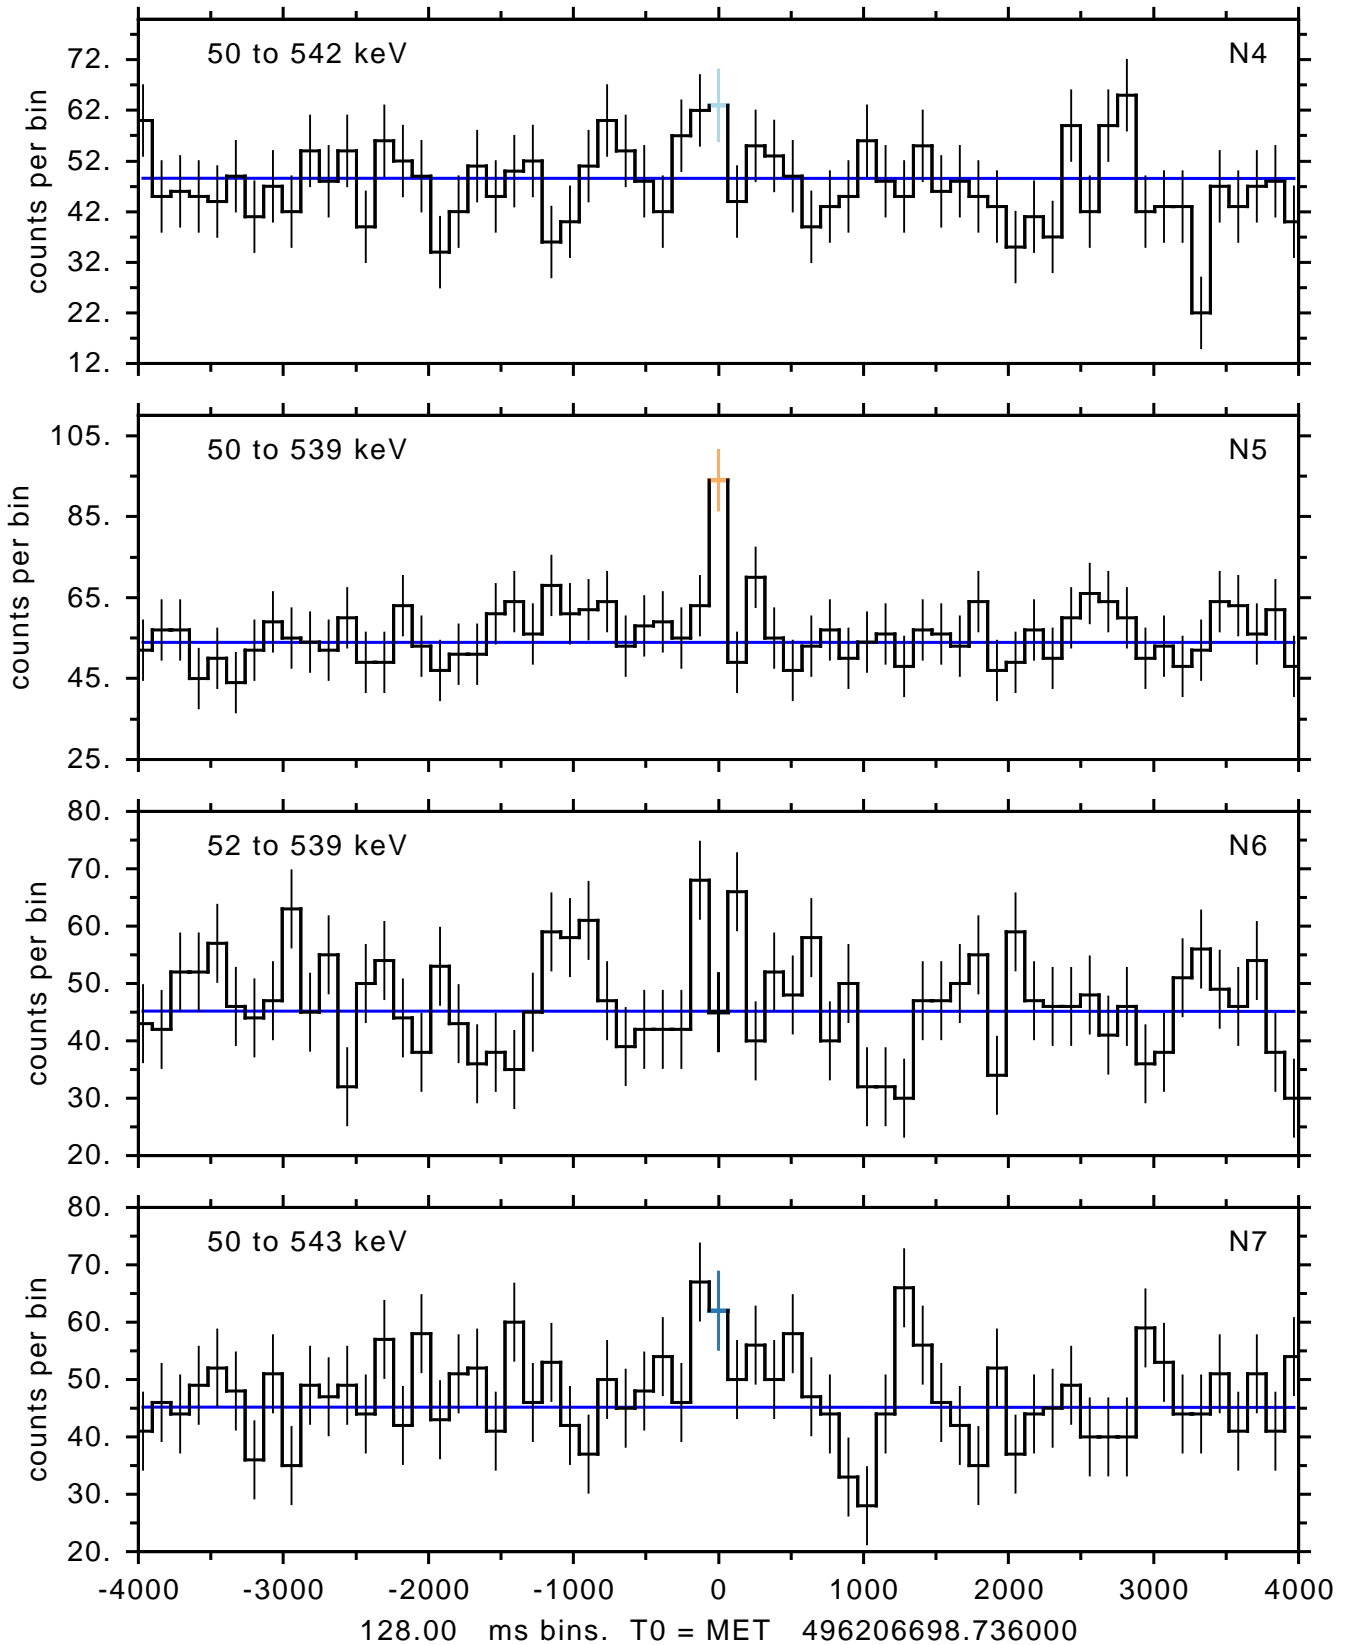 50 to 542 keV N4
72.
62.
52.
42.
32.
22.
12.
counts per bin
50 to 539 keV N5
105.
85.
65.
45.
25.
counts per bin
52 to 539 keV N6
80.
70.
60.
50.
40.
30.
20.
counts per bin
50 to 543 keV N7
80.
70.
60.
50.
40.
30.
20.
counts per bin
-4000 -3000 -2000 -1000 0 1000 2000 3000 4000
128.00 ms bins. T0 = MET 496206698.736000